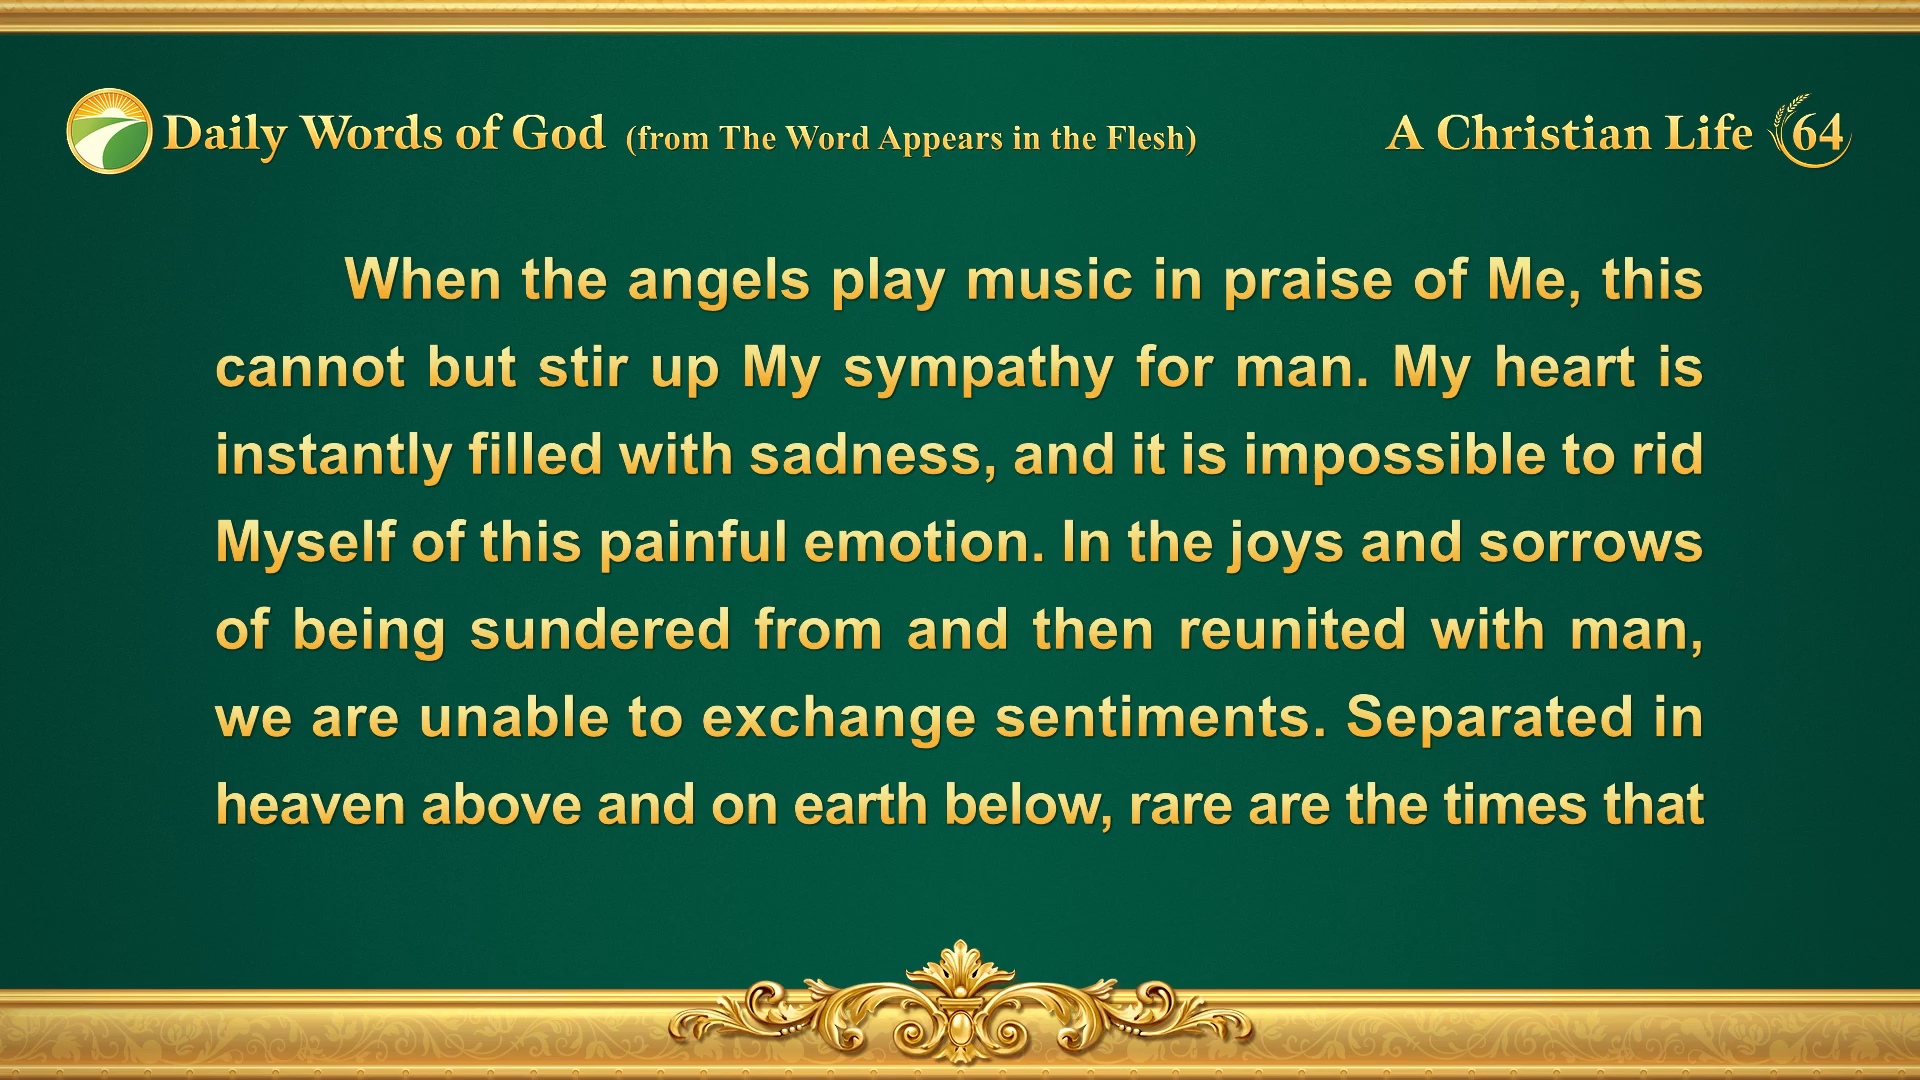 Daily Words of God (from The Word Appears in the Flesh)
A Christian Life 64
When the angels play music in praise of Me, this
cannot but stir up My sympathy for man. My heart is
instantly filled with sadness, and it is impossible to rid
Myself of this painful emotion. In the joys and sorrows
of being sundered from and then reunited with man,
we are unable to exchange sentiments. Separated in
heaven above and on earth below, rare are the times that